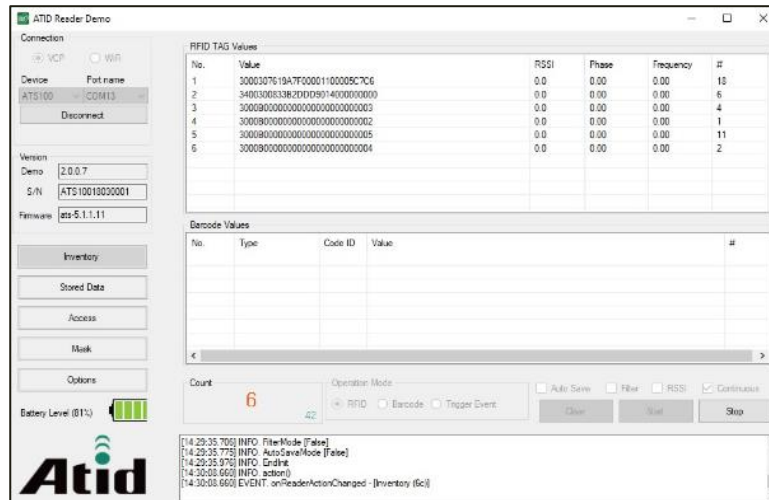 ATID Reader Demo
Connection
VCP WiFi
Device Port name
ATS100 COM13
Disconnect
Version
Demo 2.0.0.7
S/N ATS10018030001
Firmware ats-5.1.1.11
Inventory
Stored Data
Access
Mask
Options
Battery Level (81%)
Atid
RFID TAG Values
No. Value RSSI Phase Frequency #
1 3000307619A7F00001100005C7C6 0.0 0.00 0.00 18
2 3400300833B2DDD9014000000000 0.0 0.00 0.00 6
3 0.0 0.00 0.00 4
4 0.0 0.00 0.00 1
5 0.0 0.00 0.00 11
6 0.0 0.00 0.00 2
Barcode Values
No. Type Code ID Value #
Count
6
42
Operation Mode
RFID Barcode Trigger Event
Auto Save Filter RSSI Continuous
Clear Start Stop
[14:29:35.706] INFO. FilterMode [False]
[14:29:35.775] INFO. AutoSaveMode [False]
[14:29:35.976] INFO. EndInit
[14:30:08.660] INFO. action()
[14:30:08.660] EVENT. onReaderActionChanged - [Inventory (6c)]